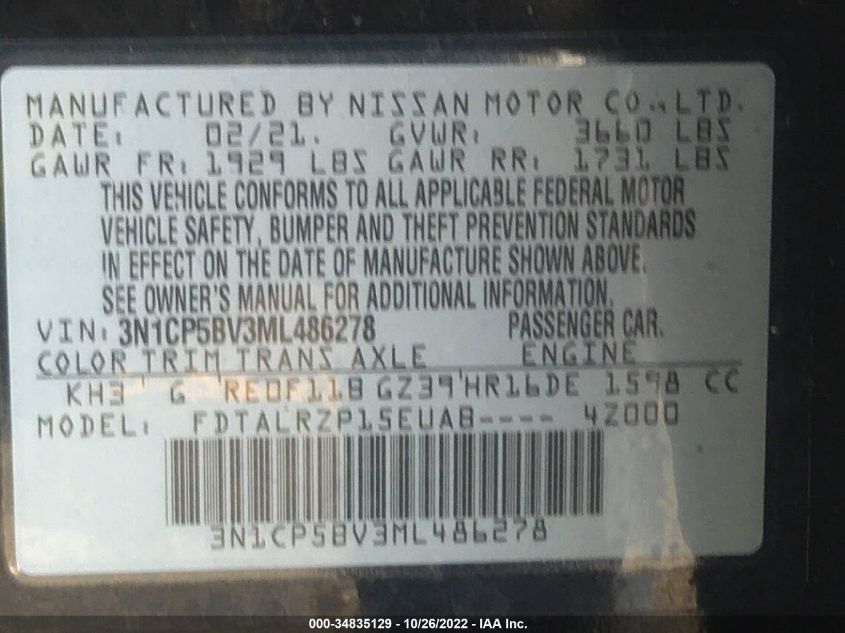 MANUFACTURED BY NISSAN MOTOR CO., LTD.
DATE: 02/21. GVWR: 3660 LBS
GAWR FR: 1929 LBS GAWR RR: 1731 LBS
THIS VEHICLE CONFORMS TO ALL APPLICABLE FEDERAL MOTOR
VEHICLE SAFETY, BUMPER AND THEFT PREVENTION STANDARDS
IN EFFECT ON THE DATE OF MANUFACTURE SHOWN ABOVE.
SEE OWNER'S MANUAL FOR ADDITIONAL INFORMATION.
VIN: 3N1CP5BV3ML486278 PASSENGER CAR.
COLOR TRIM TRANS AXLE ENGINE
KH3 ' G 'RE0F11B GZ39'HR16DE 1598 CC
MODEL: FDTALRZP15EUAB---- 4Z000
3N1CP5BV3ML486278
000-34835129 - 10/26/2022 - IAA Inc.